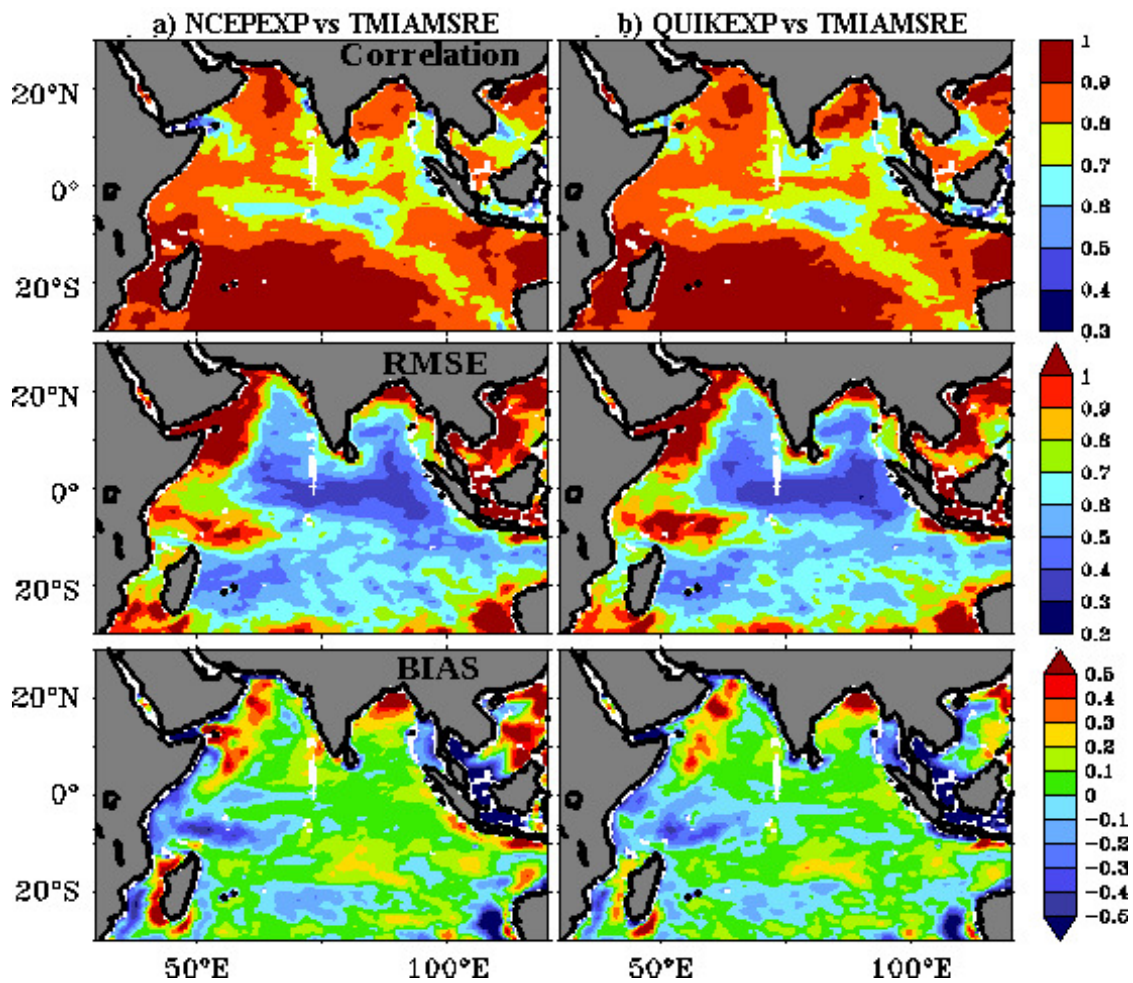 a) NCEPEXP vs TMIAMSRE b) QUIKEXP vs TMIAMSRE
Correlation
20°N
0°
20°S
1
0.9
0.8
0.7
0.6
0.5
0.4
0.3
RMSE
20°N
0°
20°S
1
0.9
0.8
0.7
0.6
0.5
0.4
0.3
0.2
BIAS
20°N
0°
20°S
0.5
0.4
0.3
0.2
0.1
0
-0.1
-0.2
-0.3
-0.4
-0.5
50°E 100°E 50°E 100°E